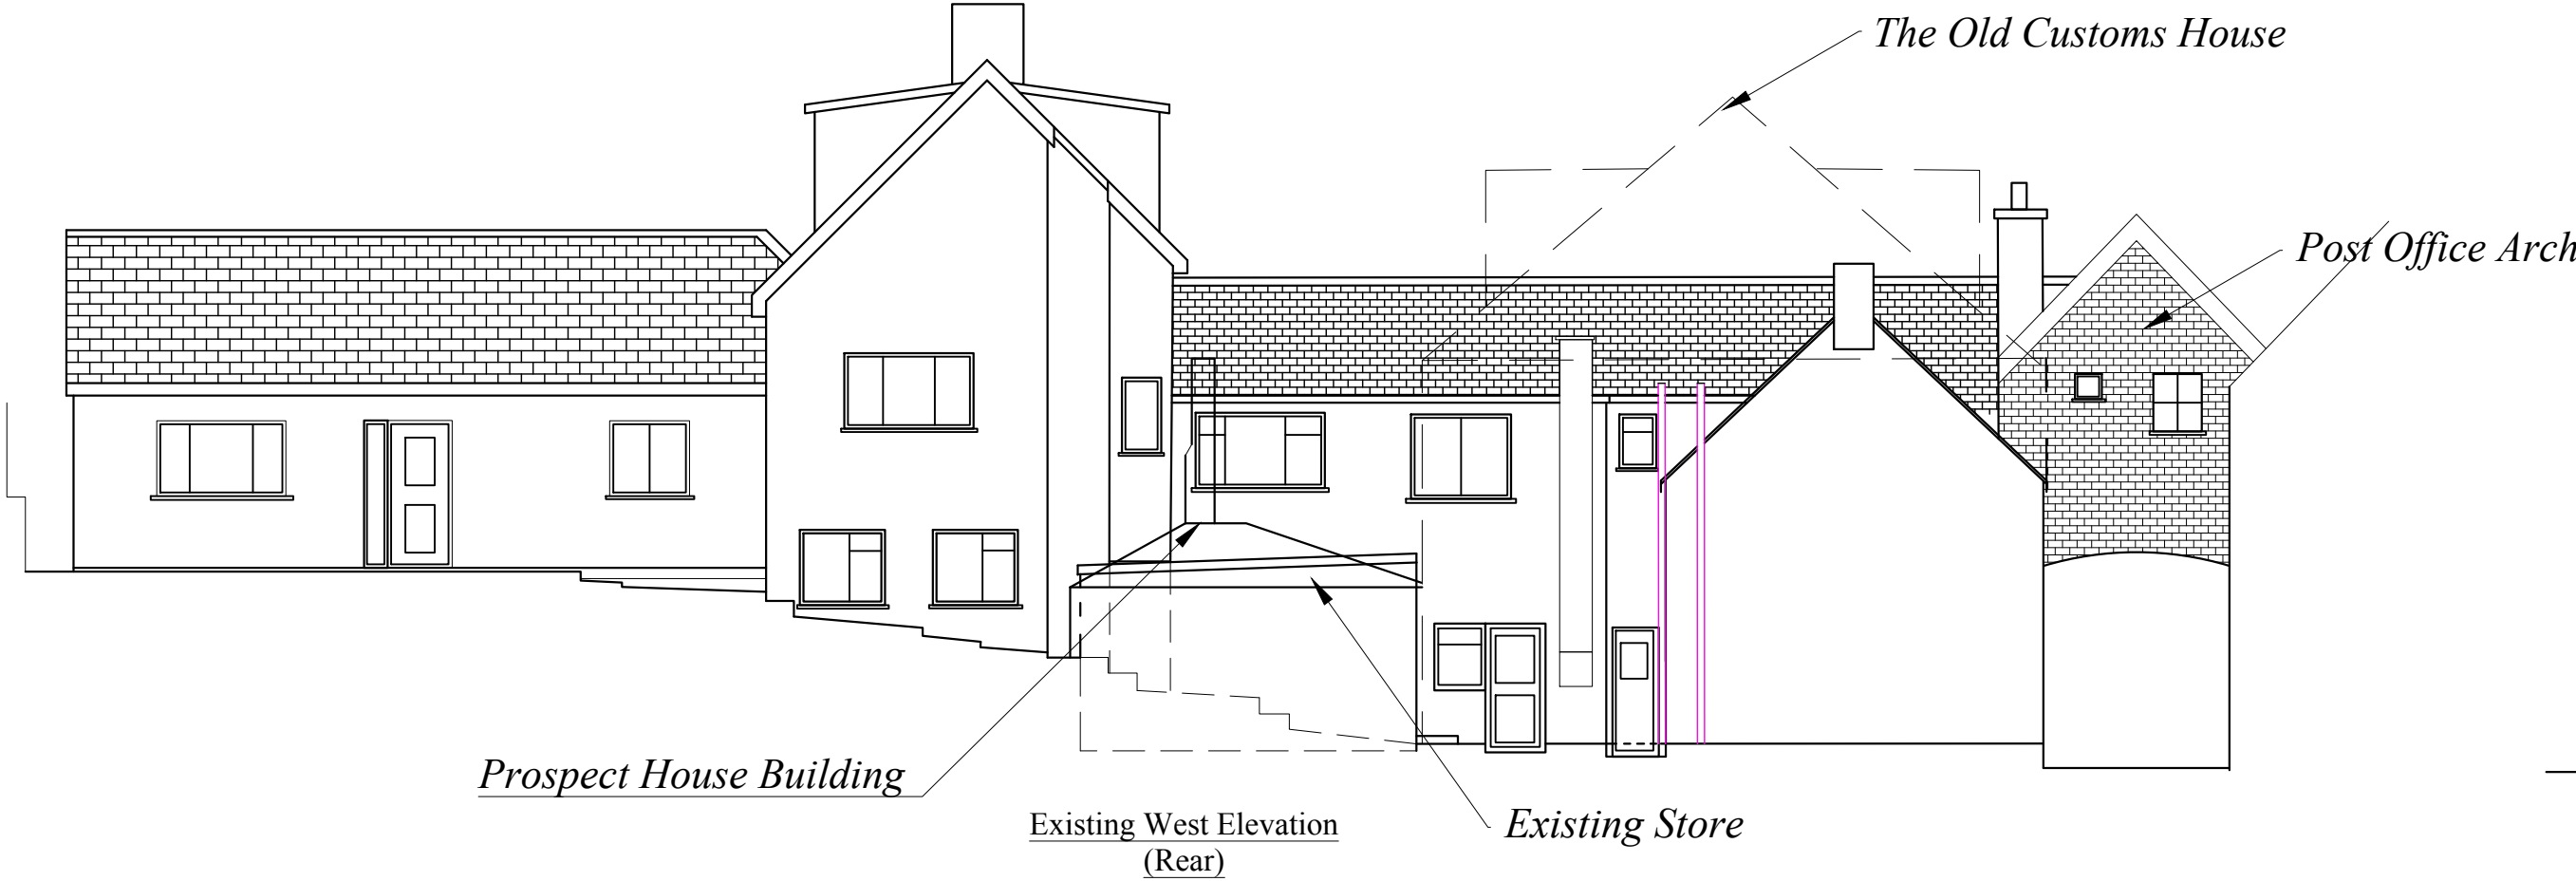 The Old Customs House
Post Office Arch
Prospect House Building
Existing Store
Existing West Elevation
(Rear)